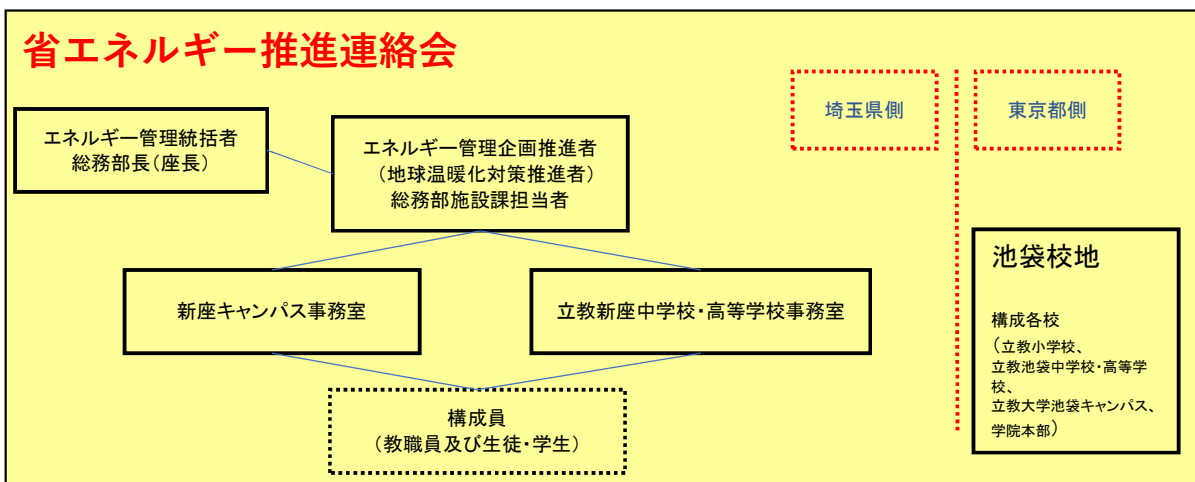 省エネルギー推進連絡会
埼玉県側
東京都側
エネルギー管理統括者
総務部長(座長)
エネルギー管理企画推進者
(地球温暖化対策推進者)
総務部施設課担当者
新座キャンパス事務室
立教新座中学校・高等学校事務室
構成員
(教職員及び生徒・学生)
池袋校地
構成各校
(立教小学校、
立教池袋中学校・高等学
校、
立教大学池袋キャンパス、
学院本部)